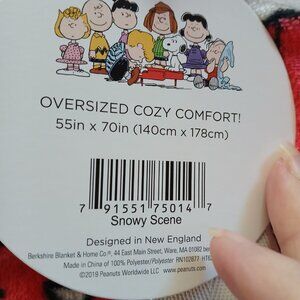 OVERSIZED COZY COMFORT!
55in x 70in (140cm x 178cm)
7 91551 75014 7
Snowy Scene
Designed in New England
Berkshire Blanket & Home Co.® 44 East Main Street, Ware, MA 01082
Made in China of 100% Polyester/Polyester RN102877
©2018 Peanuts Worldwide LLC www.peanuts.com